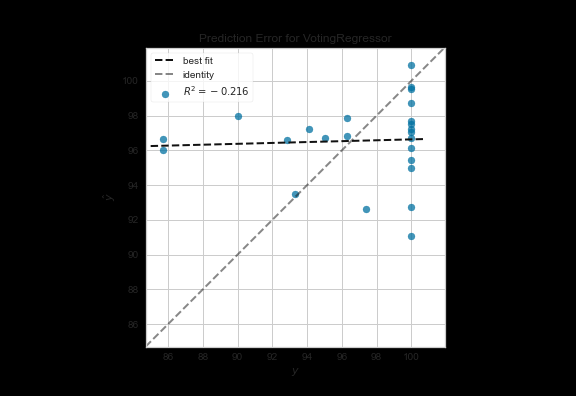 Prediction Error for VotingRegressor
best fit
identity
R² = −0.216
100
98
96
94
92
90
88
86
ŷ
86 88 90 92 94 96 98 100
y